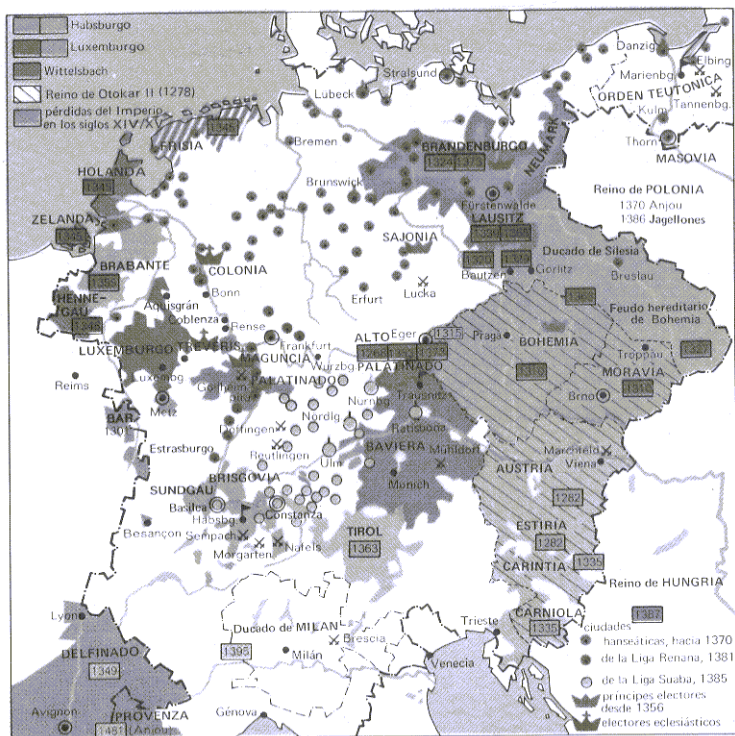 Habsburgo
Luxemburgo
Wittelsbach
Reino de Otokar II (1278)
pérdidas del Imperio
en los siglos XIV/XV
Danzig
Elbing
Marienbg.
ORDEN TEUTONICA
Tannenbg.
Kulm
Thorn
MASOVIA
Stralsund
Lubeck
1345
FRISIA
Bremen
BRANDENBURGO
1324 1373
NEUMARK
HOLANDA
1345
Brunswick
Fürstenwalde
Reino de POLONIA
1370 Anjou
1386 Jagellones
ZELANDA
1345
LAUSITZ
SAJONIA
BRABANTE
COLONIA
Bautzen
Gorlitz
Ducado de Silesia
Breslau
Bonn
Erfurt
Lucka
HENNE-
GAU
Aquisgrán
Coblenza
Rense
Feudo hereditario
de Bohemia
LUXEMBURGO
TREVERIS
Frankfurt
MAGUNCIA
ALTO
Eger
1315
Praga
BOHEMIA
Troppau
PALATINADO
Wurzbg.
PALATINADO
MORAVIA
Reims
Luxembg
Metz
Nurnbg
Trausnitz
Brno
BAR
1301
Nördlg
Ratisbona
Döffingen
Reutlingen
Ulm
BAVIERA
Mühldorf
Marchfeld
Viena
Estrasburgo
AUSTRIA
BRISGOVIA
Munich
1282
SUNDGAU
Basilea
Habsbg.
Constanza
ESTIRIA
1282
Besançon
Sempach
Morgarten
Nafels
TIROL
1363
CARINTIA
1335
Reino de HUNGRIA
1387
CARNIOLA
1335
Lyon
Ducado de MILAN
Brescia
Trieste
1395
Milán
Venecia
DELFINADO
1349
Avignon
PROVENZA
1481 (Anjou)
Génova
ciudades
hanseáticas, hacia 1370
de la Liga Renana, 1381
de la Liga Suaba, 1385
príncipes electores
desde 1356
electores eclesiásticos